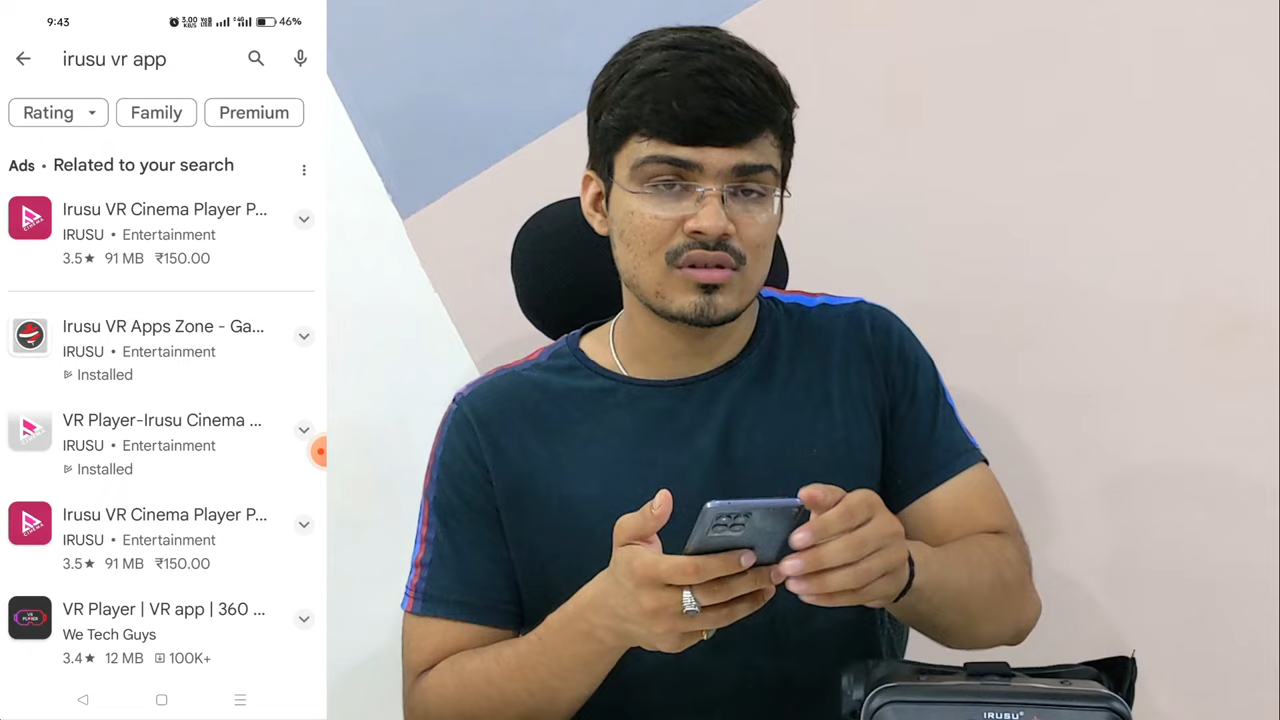 9:43
3.00
KB/S
46%
irusu vr app
Rating
Family
Premium
Ads • Related to your search
Irusu VR Cinema Player P...
IRUSU • Entertainment
3.5★ 91 MB ₹150.00
Irusu VR Apps Zone - Ga...
IRUSU • Entertainment
Installed
VR Player-Irusu Cinema ...
IRUSU • Entertainment
Installed
Irusu VR Cinema Player P...
IRUSU • Entertainment
3.5★ 91 MB ₹150.00
VR Player | VR app | 360 ...
We Tech Guys
3.4★ 12 MB 100K+
IRUSU®